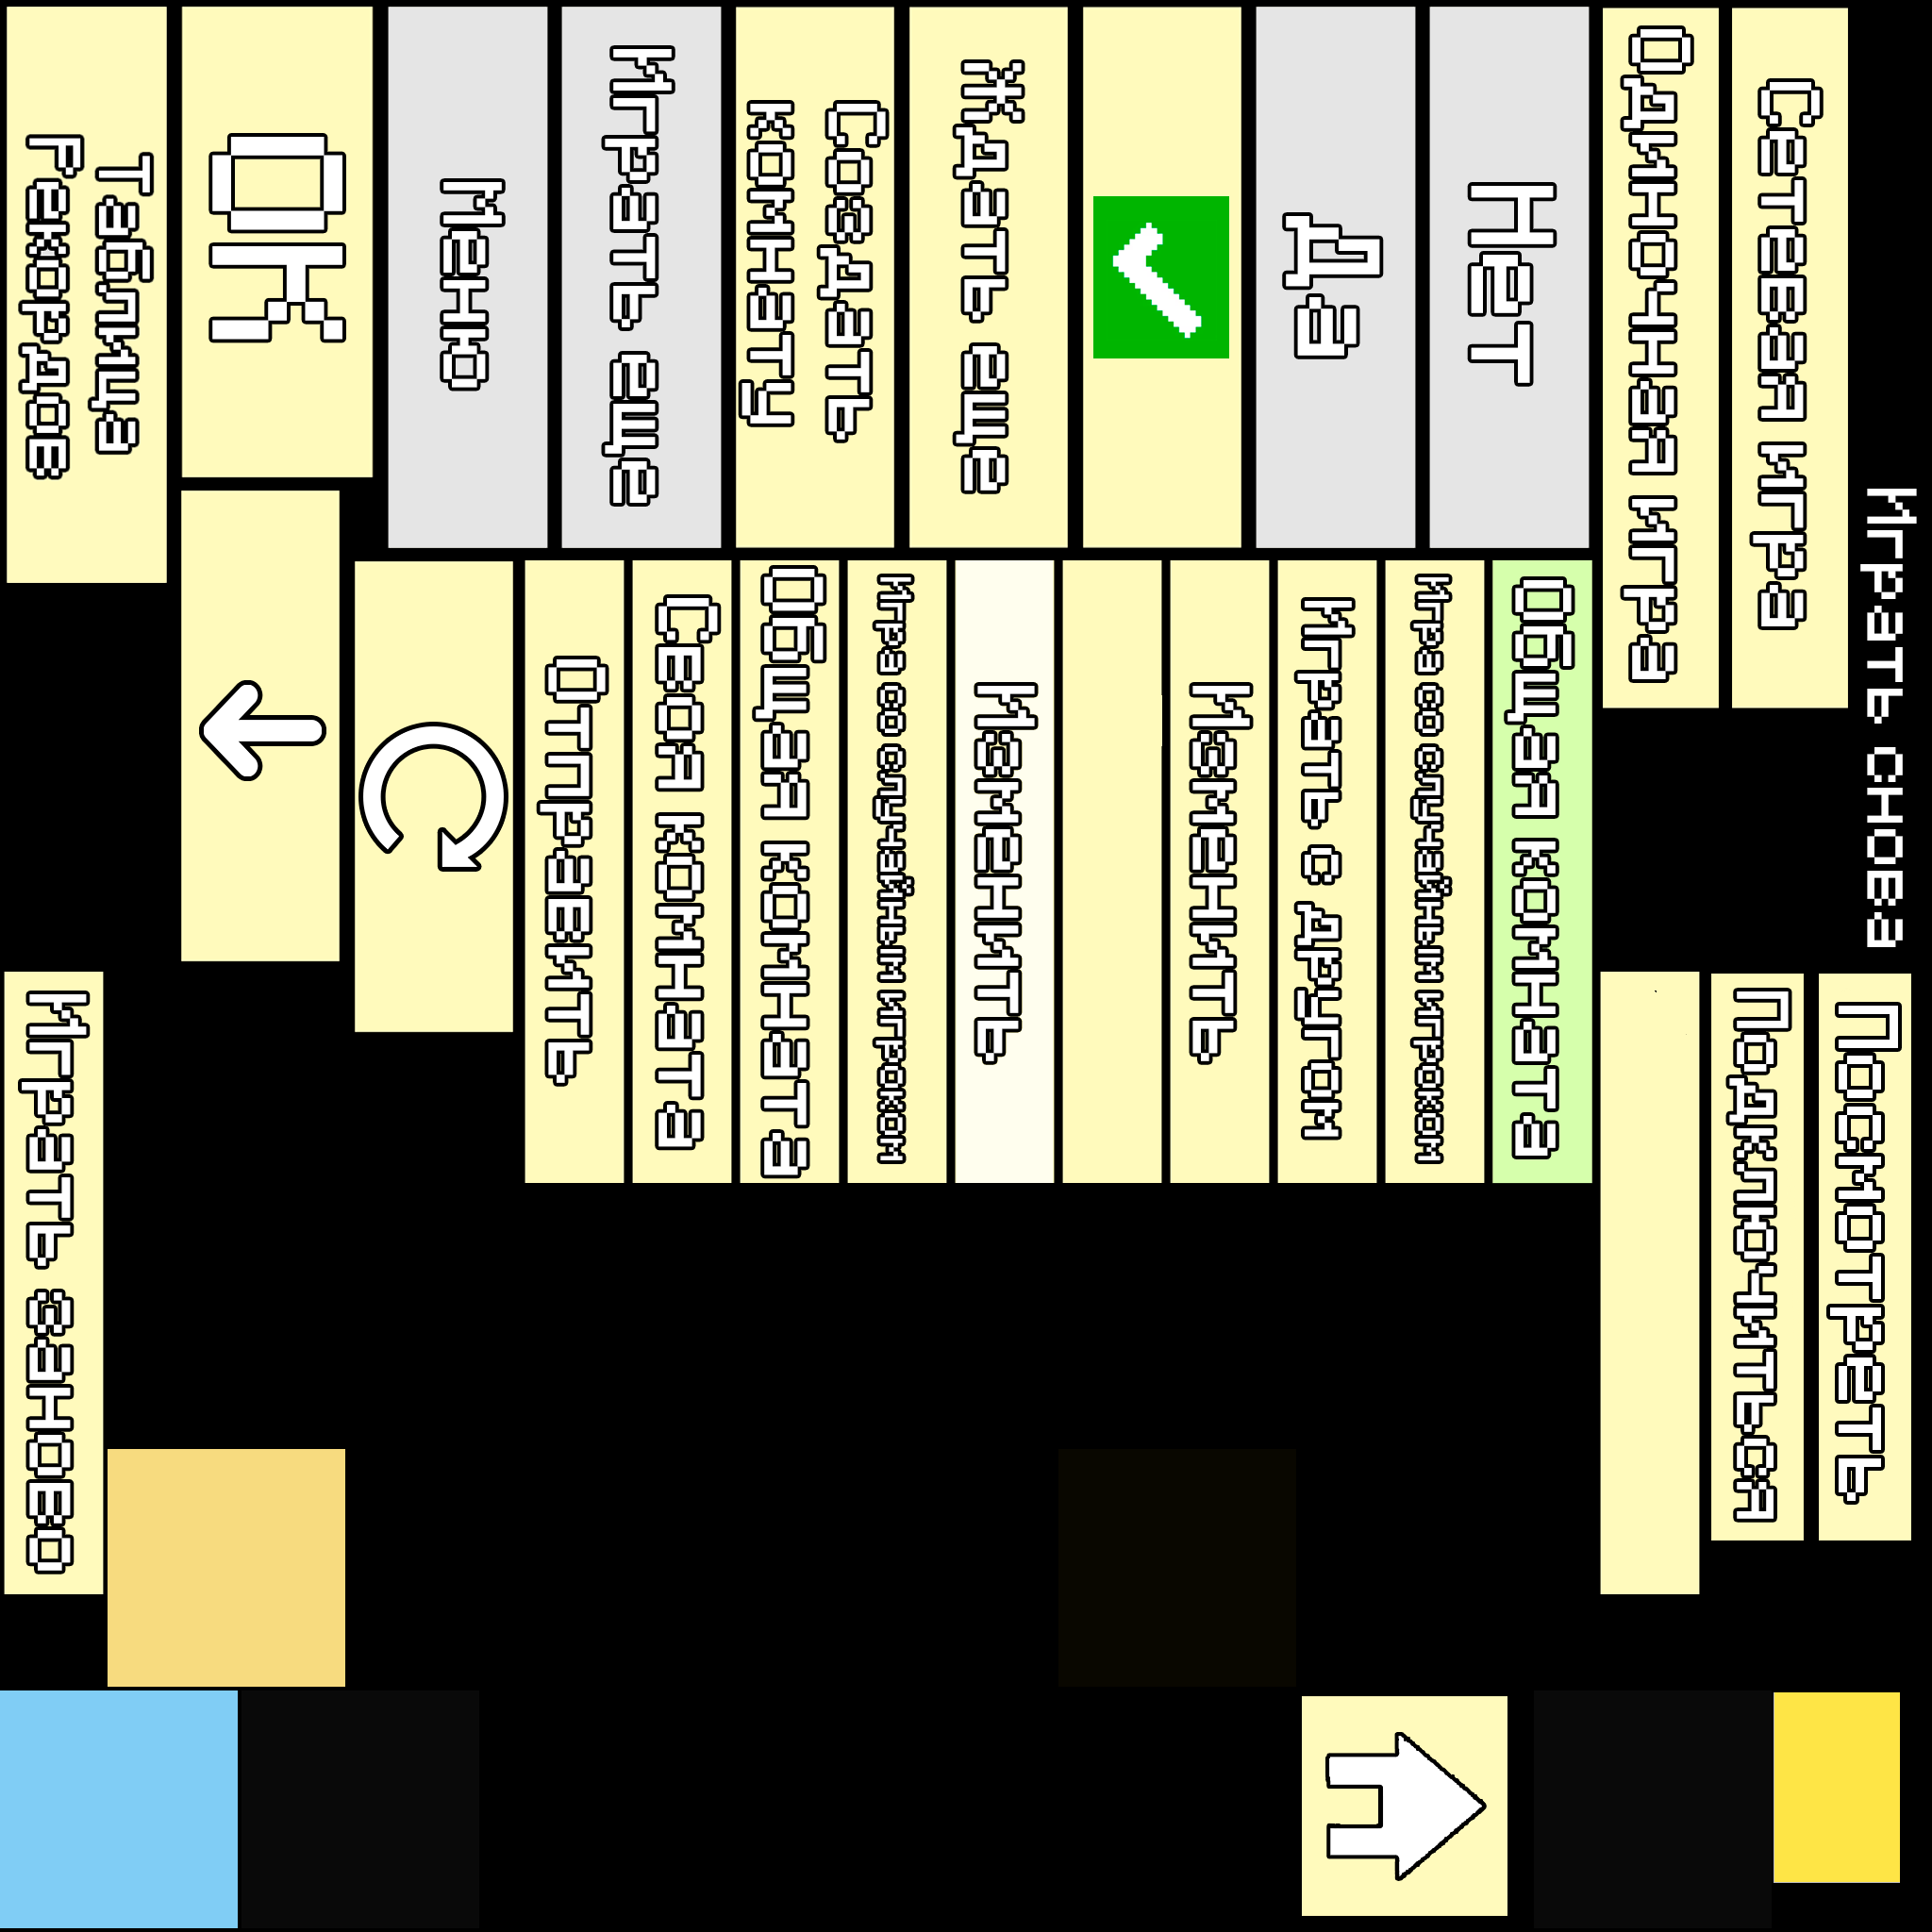 Играть снова
Сетевая игра
Одиночная игра
Нет
Да
Ждать еще
Создать
комнату
Играть еще
Меню
ОК
Таблица
Рекордов
Общая комната
Игра со случайным игроком
Играть с другом
Изменить
Изменить
Игра со случайным игроком
Общая комната
Своя комната
Отправить
Посмотреть
Подключиться
Играть заново